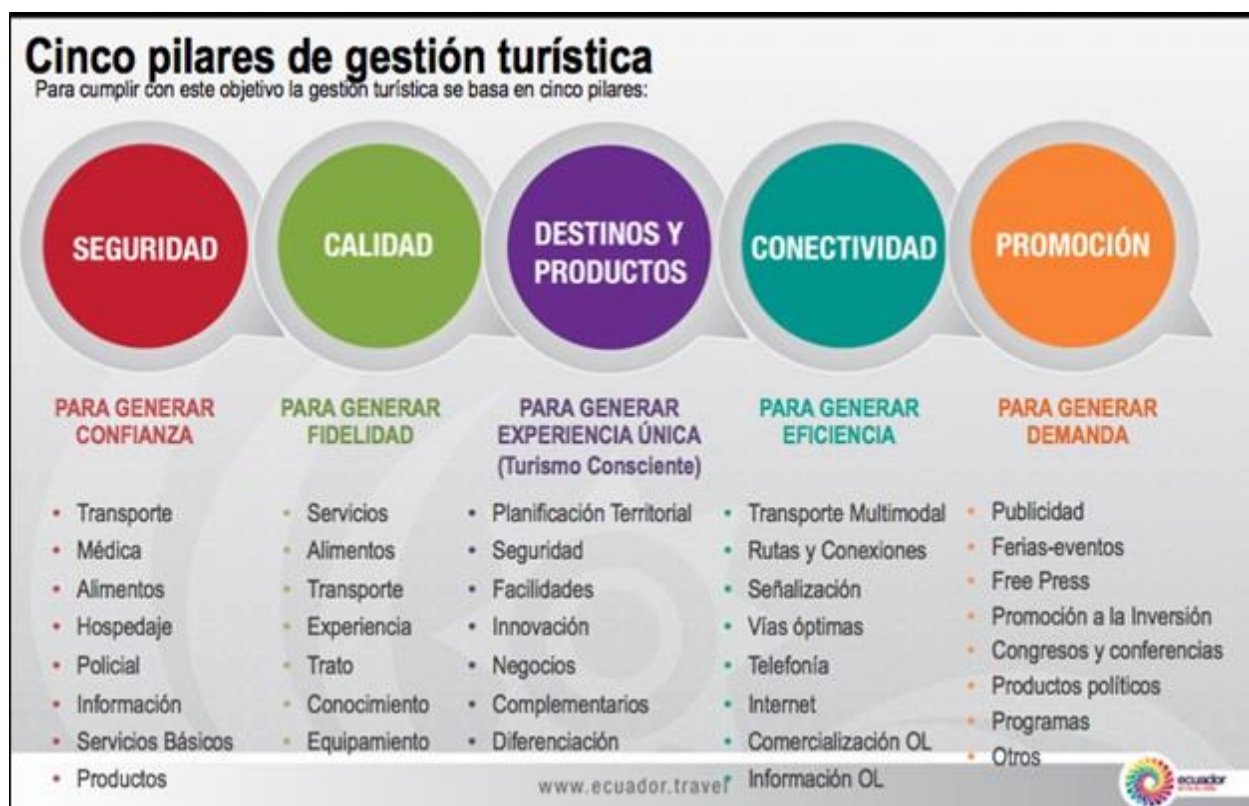 Cinco pilares de gestión turística
Para cumplir con este objetivo la gestión turística se basa en cinco pilares:
SEGURIDAD
CALIDAD
DESTINOS Y
PRODUCTOS
CONECTIVIDAD
PROMOCIÓN
PARA GENERAR
CONFIANZA
PARA GENERAR
FIDELIDAD
PARA GENERAR
EXPERIENCIA ÚNICA
(Turismo Consciente)
PARA GENERAR
EFICIENCIA
PARA GENERAR
DEMANDA
• Transporte
• Médica
• Alimentos
• Hospedaje
• Policial
• Información
• Servicios Básicos
• Productos
• Servicios
• Alimentos
• Transporte
• Experiencia
• Trato
• Conocimiento
• Equipamiento
• Planificación Territorial
• Seguridad
• Facilidades
• Innovación
• Negocios
• Complementarios
• Diferenciación
• Transporte Multimodal
• Rutas y Conexiones
• Señalización
• Vías óptimas
• Telefonía
• Internet
• Comercialización OL
• Información OL
• Publicidad
• Ferias-eventos
• Free Press
• Promoción a la Inversión
• Congresos y conferencias
• Productos políticos
• Programas
• Otros
www.ecuador.travel
ecuador